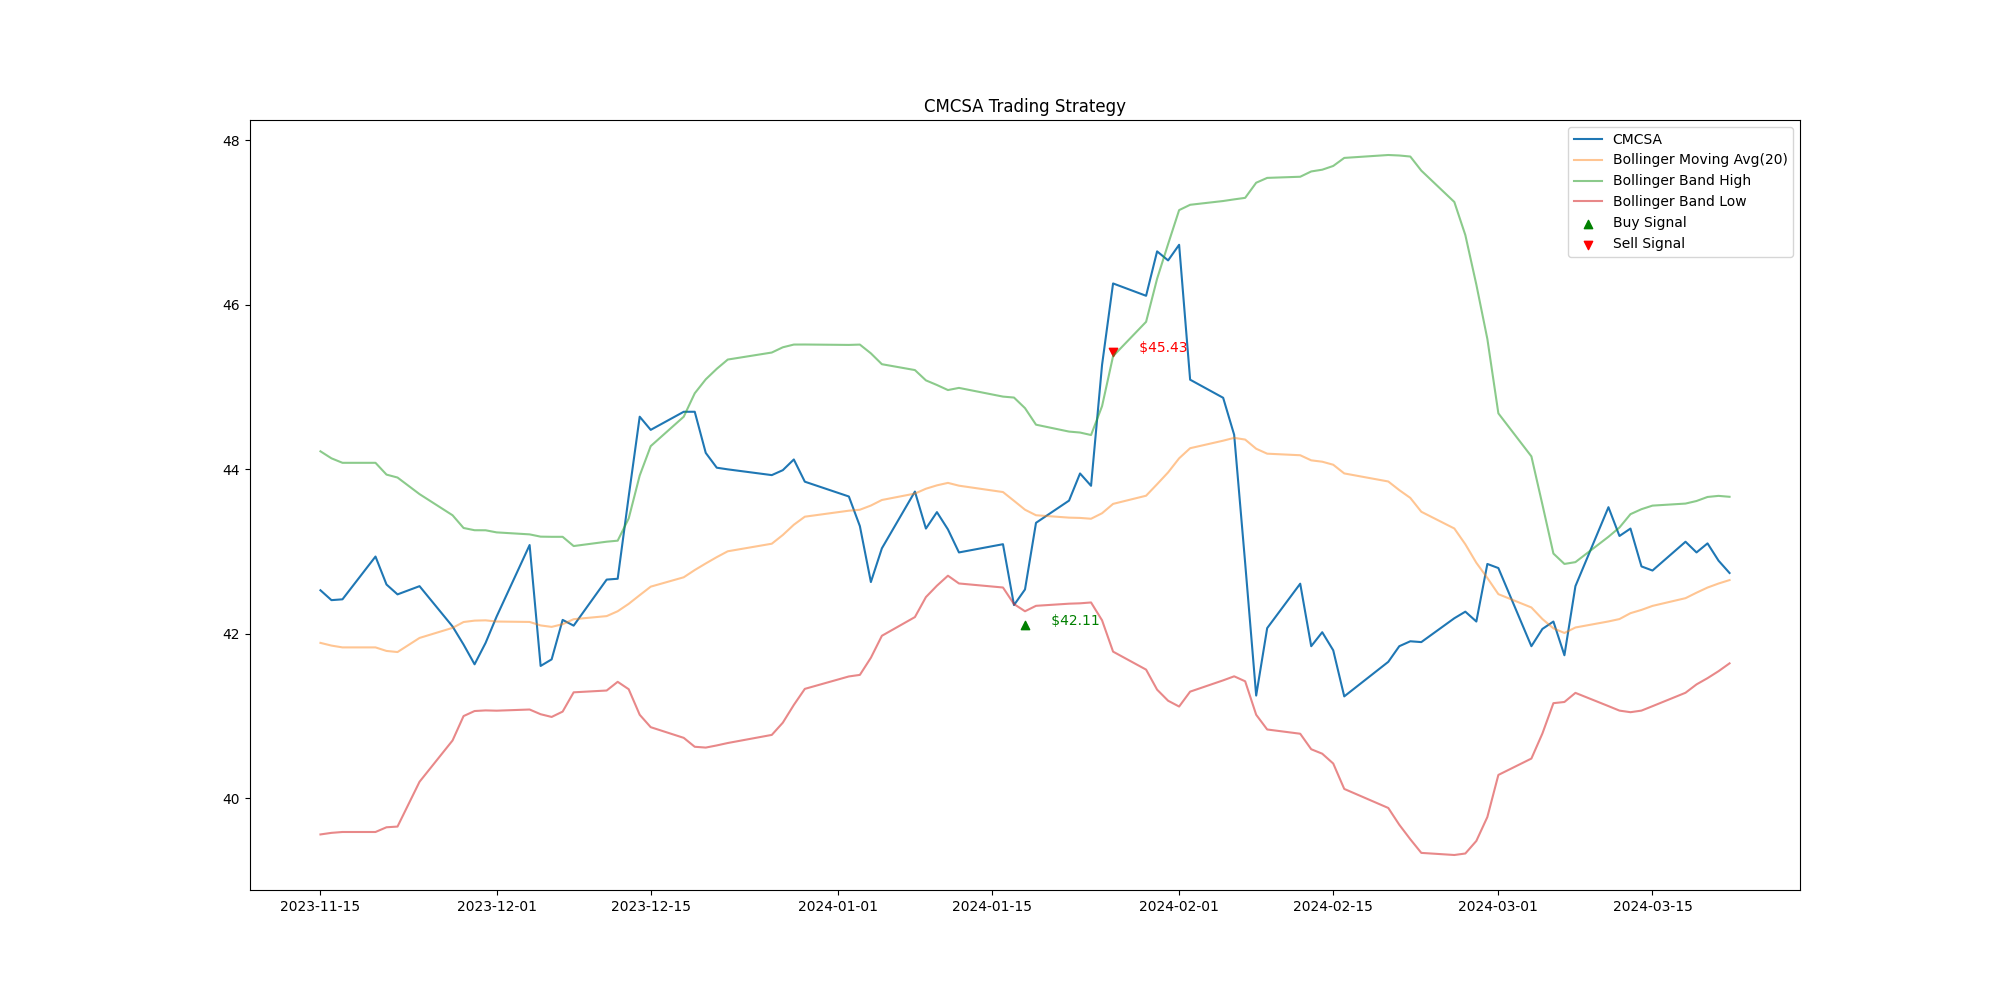 CMCSA Trading Strategy
48
46
44
42
40
CMCSA
Bollinger Moving Avg(20)
Bollinger Band High
Bollinger Band Low
Buy Signal
Sell Signal
$45.43
$42.11
2023-11-15
2023-12-01
2023-12-15
2024-01-01
2024-01-15
2024-02-01
2024-02-15
2024-03-01
2024-03-15